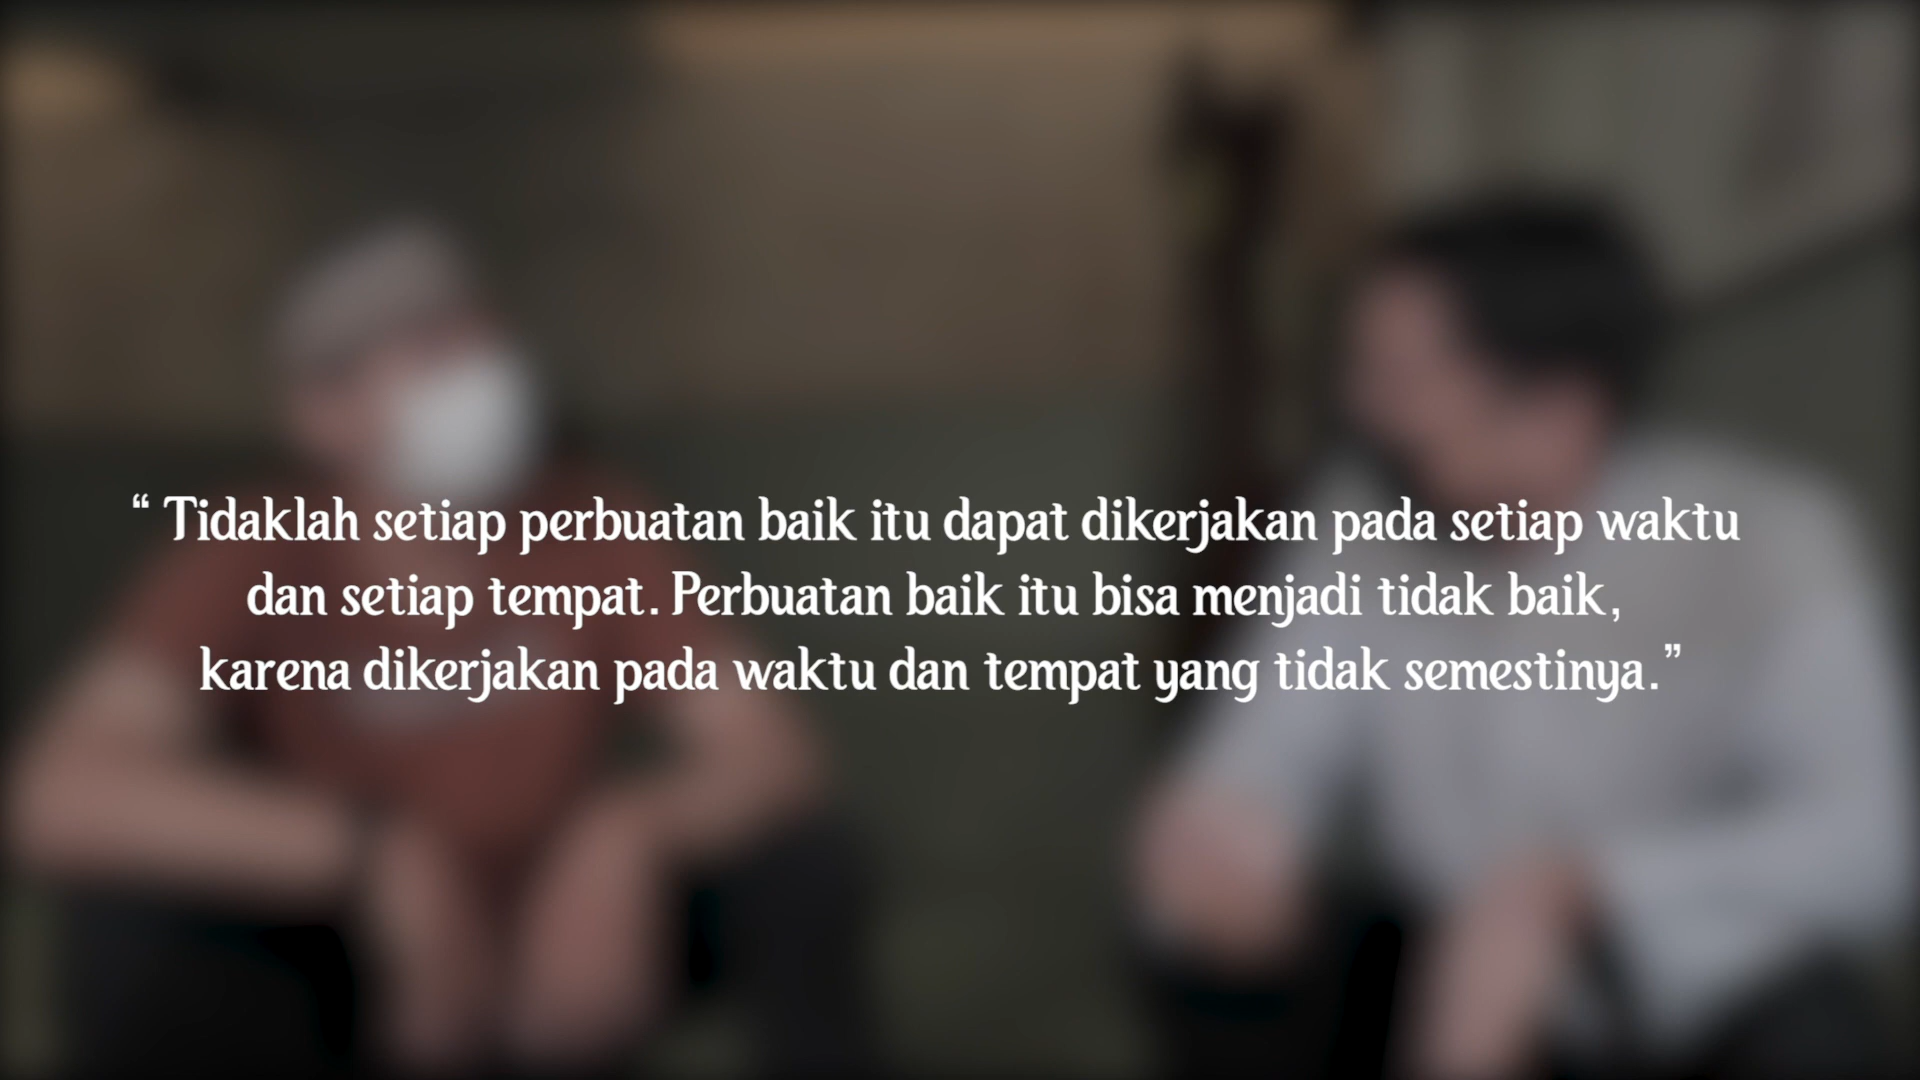 “ Tidaklah setiap perbuatan baik itu dapat dikerjakan pada setiap waktu
dan setiap tempat. Perbuatan baik itu bisa menjadi tidak baik,
karena dikerjakan pada waktu dan tempat yang tidak semestinya.”